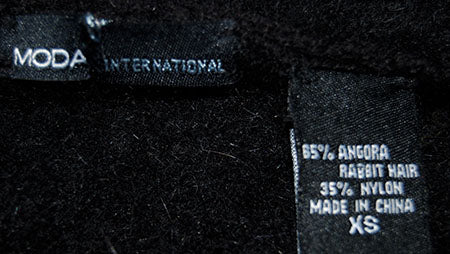 MODA INTERNATIONAL
65% ANGORA
RABBIT HAIR
35% NYLON
MADE IN CHINA
XS